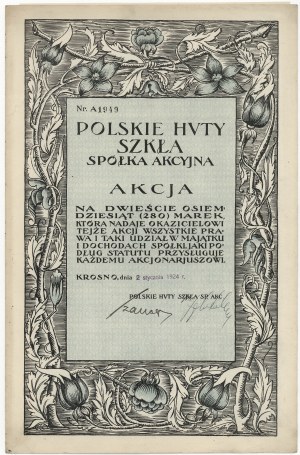 Nr. A1949
POLSKIE HVTY
SZKŁA
SPÓŁKA AKCYJNA
AKCJA
NA DWIEŚCIE OSIEM-
DZIESIĄT (280) MAREK,
KTÓRA NADAJE OKAZICIELOWI
TEJŻE AKCJI WSZYSTKIE PRA-
WA I TAKI UDZIAŁ W MAJĄTKU
I DOCHODACH SPÓŁKI, JAKI PO-
DŁUG STATUTU PRZYSŁUGUJE
KAŻDEMU AKCJONARJUSZOWI.
KROSNO, dnia 2 stycznia 1924 r.
POLSKIE HVTY SZKŁA SP. AKC.